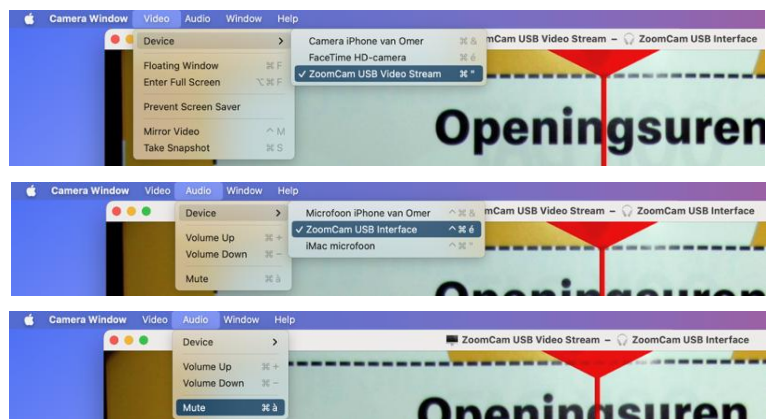 Camera Window Video Audio Window Help
mCam USB Video Stream – ZoomCam USB Interface
Device > Camera iPhone van Omer ⌘ &
FaceTime HD-camera ⌘ é
Floating Window ⌘ F
✓ ZoomCam USB Video Stream ⌘ "
Enter Full Screen ⌥ ⌘ F
Prevent Screen Saver
Mirror Video ^ M
Take Snapshot ⌘ S
Openingsuren
Camera Window Video Audio Window Help
Device > Microfoon iPhone van Omer ^ ⌘ & mCam USB Video Stream – ZoomCam USB Interface
✓ ZoomCam USB Interface ^ ⌘ é
Volume Up ⌘ +
iMac microfoon ^ ⌘ "
Volume Down ⌘ –
Mute ⌘ à
Openingsuren
Camera Window Video Audio Window Help
Device > ZoomCam USB Video Stream – ZoomCam USB Interface
Volume Up ⌘ +
Volume Down ⌘ –
Mute ⌘ à
Openingsuren